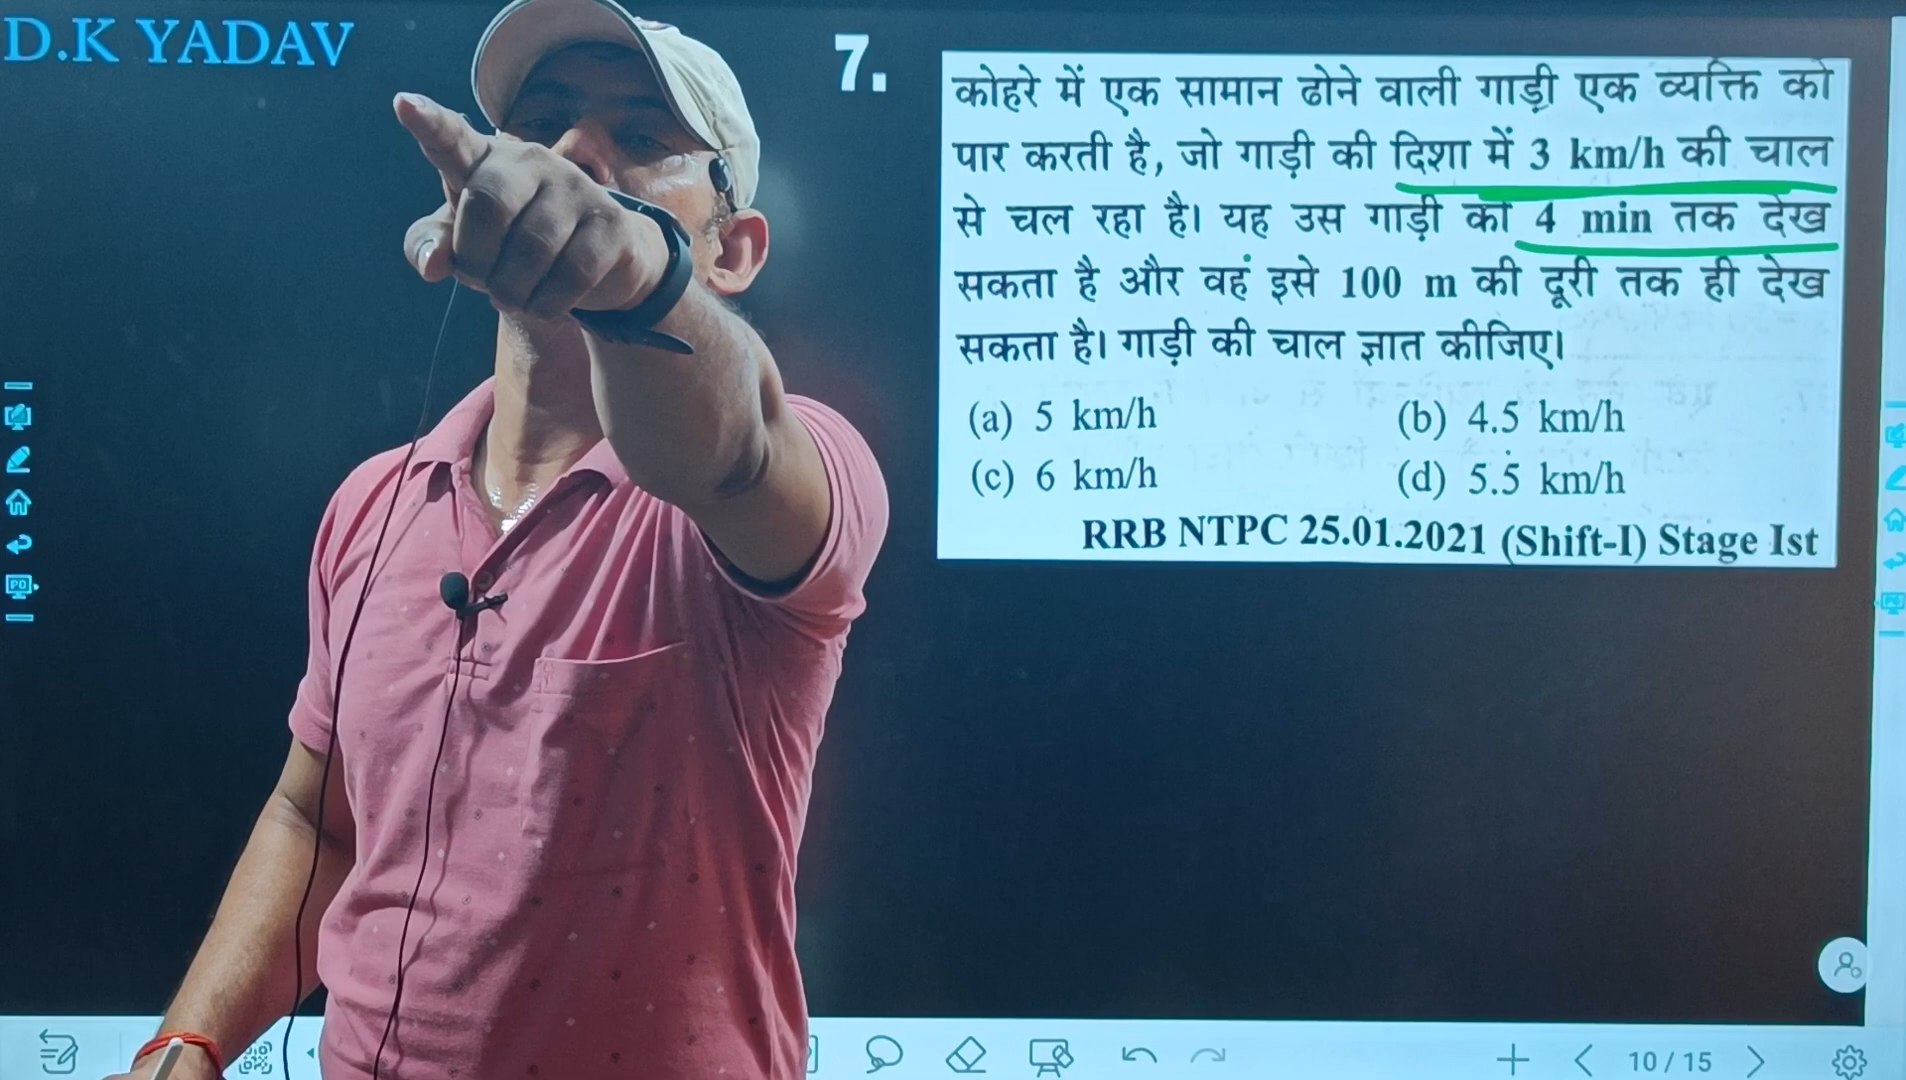 D.K YADAV
7.
कोहरे में एक सामान ढोने वाली गाड़ी एक व्यक्ति को
पार करती है, जो गाड़ी की दिशा में 3 km/h की चाल
से चल रहा है। यह उस गाड़ी को 4 min तक देख
सकता है और वह इसे 100 m की दूरी तक ही देख
सकता है। गाड़ी की चाल ज्ञात कीजिए।
(a) 5 km/h (b) 4.5 km/h
(c) 6 km/h (d) 5.5 km/h
RRB NTPC 25.01.2021 (Shift-I) Stage Ist
10 / 15